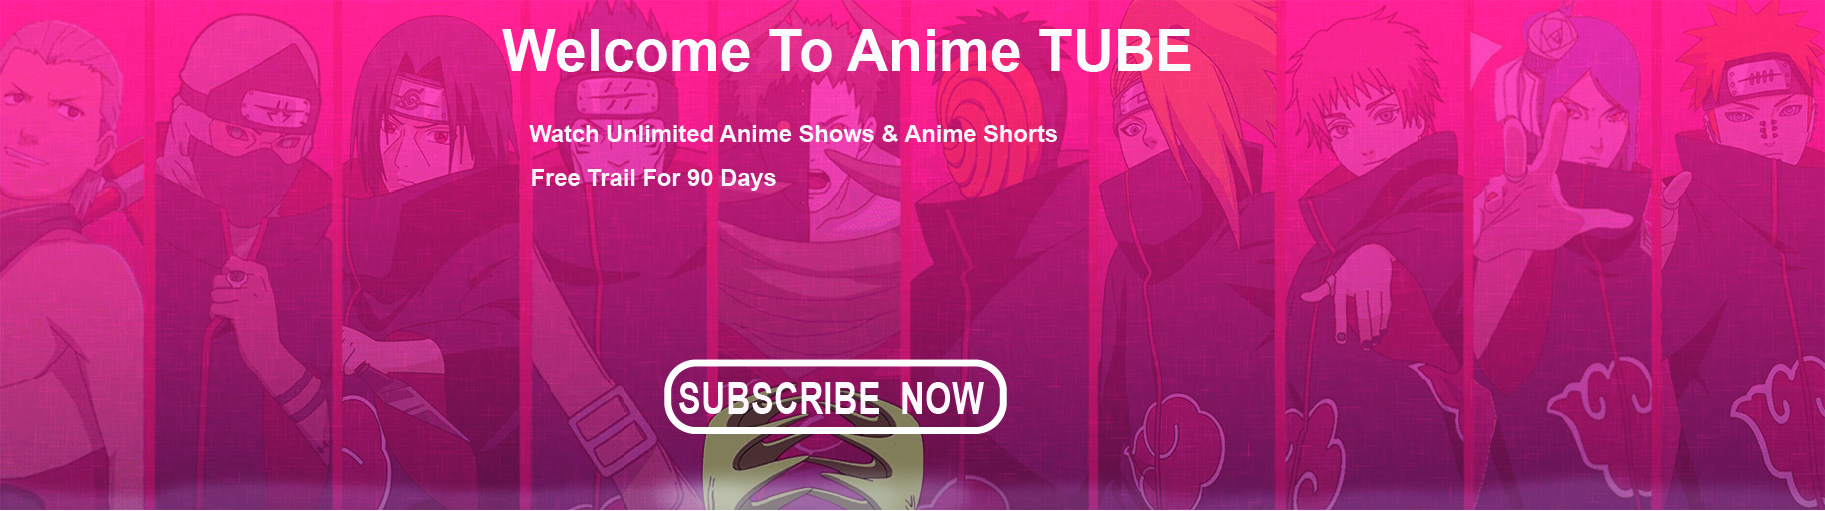 Welcome To Anime TUBE
Watch Unlimited Anime Shows & Anime Shorts
Free Trail For 90 Days
SUBSCRIBE NOW